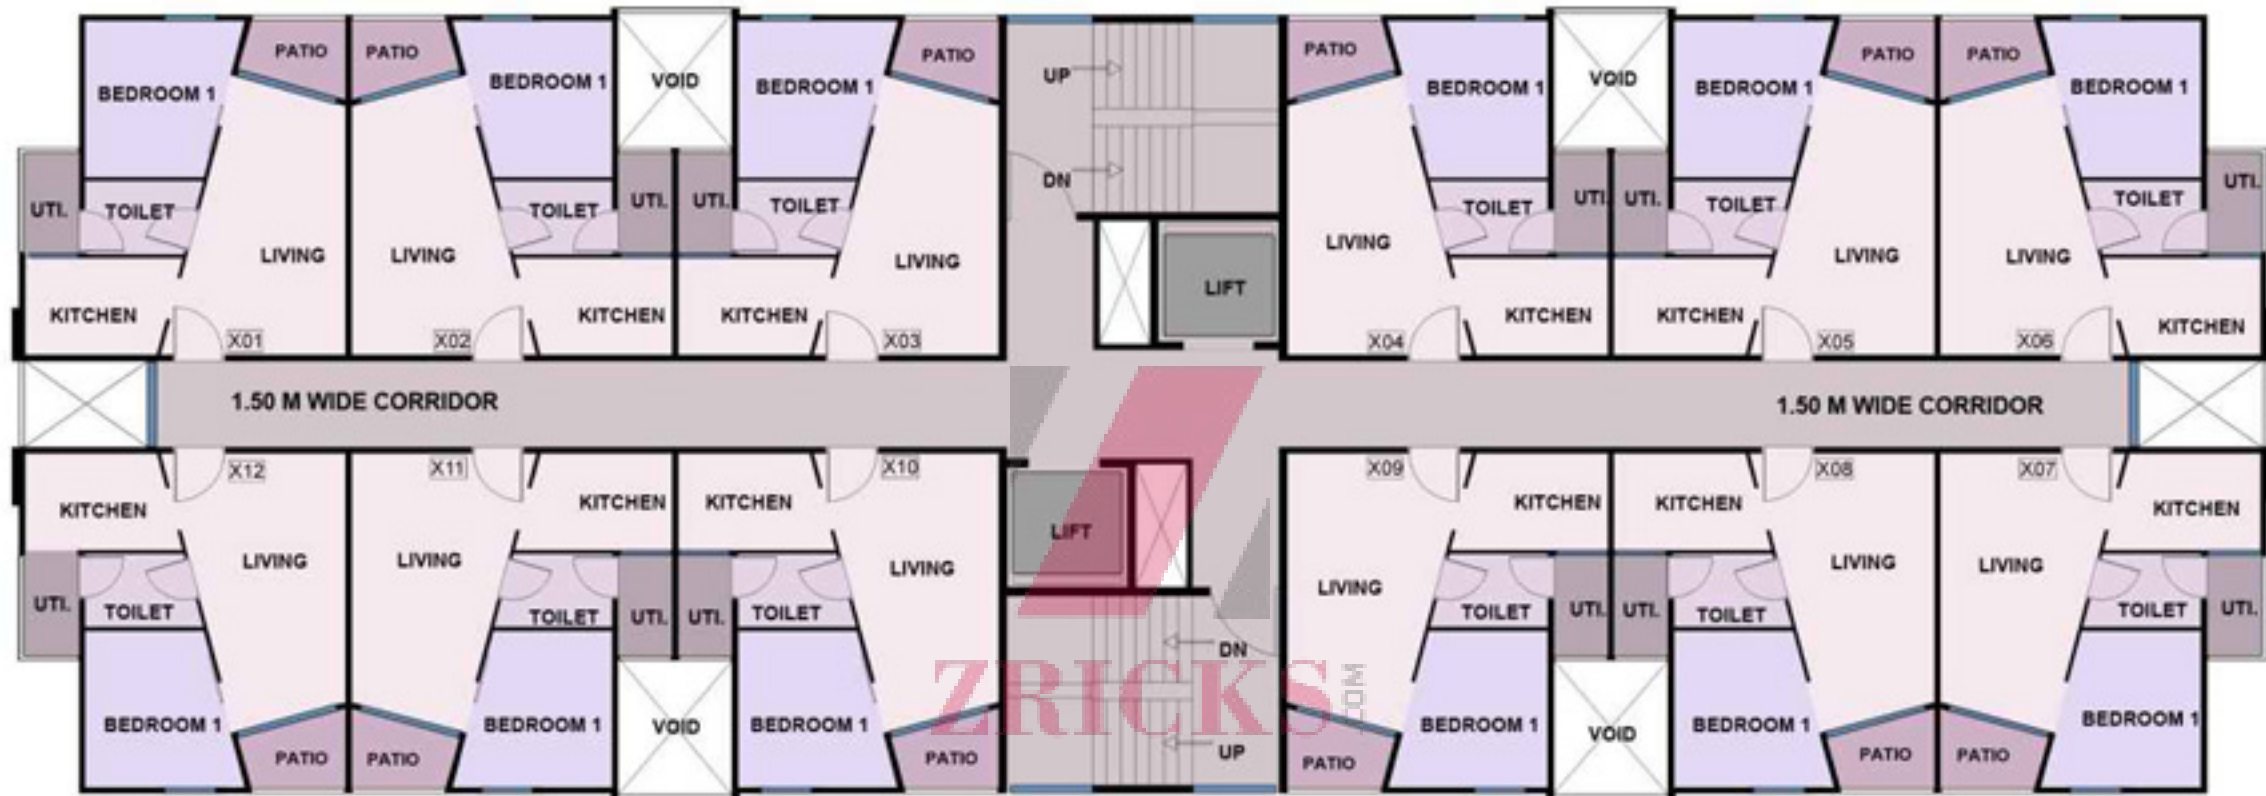 PATIO PATIO PATIO PATIO PATIO PATIO
BEDROOM 1 BEDROOM 1 VOID BEDROOM 1 UP BEDROOM 1 VOID BEDROOM 1 BEDROOM 1
DN
UTI. TOILET TOILET UTI. UTI. TOILET TOILET UTI. UTI. TOILET TOILET UTI.
LIVING LIVING LIVING LIVING LIVING LIVING
LIFT
KITCHEN KITCHEN KITCHEN KITCHEN KITCHEN KITCHEN
X01 X02 X03 X04 X05 X06
1.50 M WIDE CORRIDOR 1.50 M WIDE CORRIDOR
X12 X11 X10 X09 X08 X07
KITCHEN KITCHEN KITCHEN KITCHEN KITCHEN KITCHEN
LIFT
LIVING LIVING LIVING LIVING LIVING LIVING
UTI. TOILET TOILET UTI. UTI. TOILET TOILET UTI. UTI. TOILET TOILET UTI.
DN
ZRICKS.COM
BEDROOM 1 BEDROOM 1 VOID BEDROOM 1 BEDROOM 1 VOID BEDROOM 1 BEDROOM 1
UP
PATIO PATIO PATIO PATIO PATIO PATIO